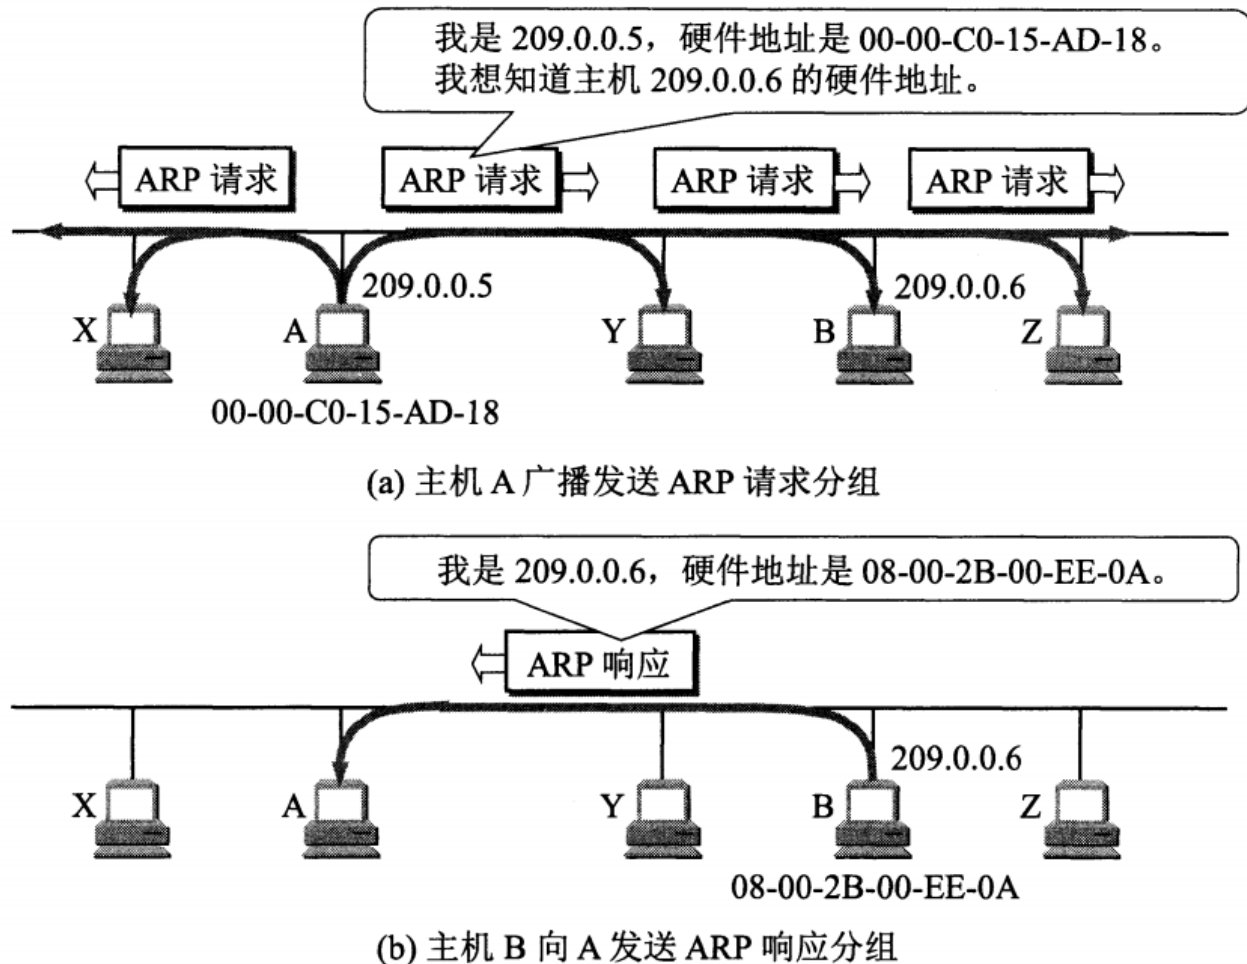 我是 209.0.0.5，硬件地址是 00-00-C0-15-AD-18。
我想知道主机 209.0.0.6 的硬件地址。
ARP 请求
ARP 请求
ARP 请求
ARP 请求
209.0.0.5
209.0.0.6
X
A
Y
B
Z
00-00-C0-15-AD-18
(a) 主机 A 广播发送 ARP 请求分组
我是 209.0.0.6，硬件地址是 08-00-2B-00-EE-0A。
ARP 响应
209.0.0.6
X
A
Y
B
Z
08-00-2B-00-EE-0A
(b) 主机 B 向 A 发送 ARP 响应分组